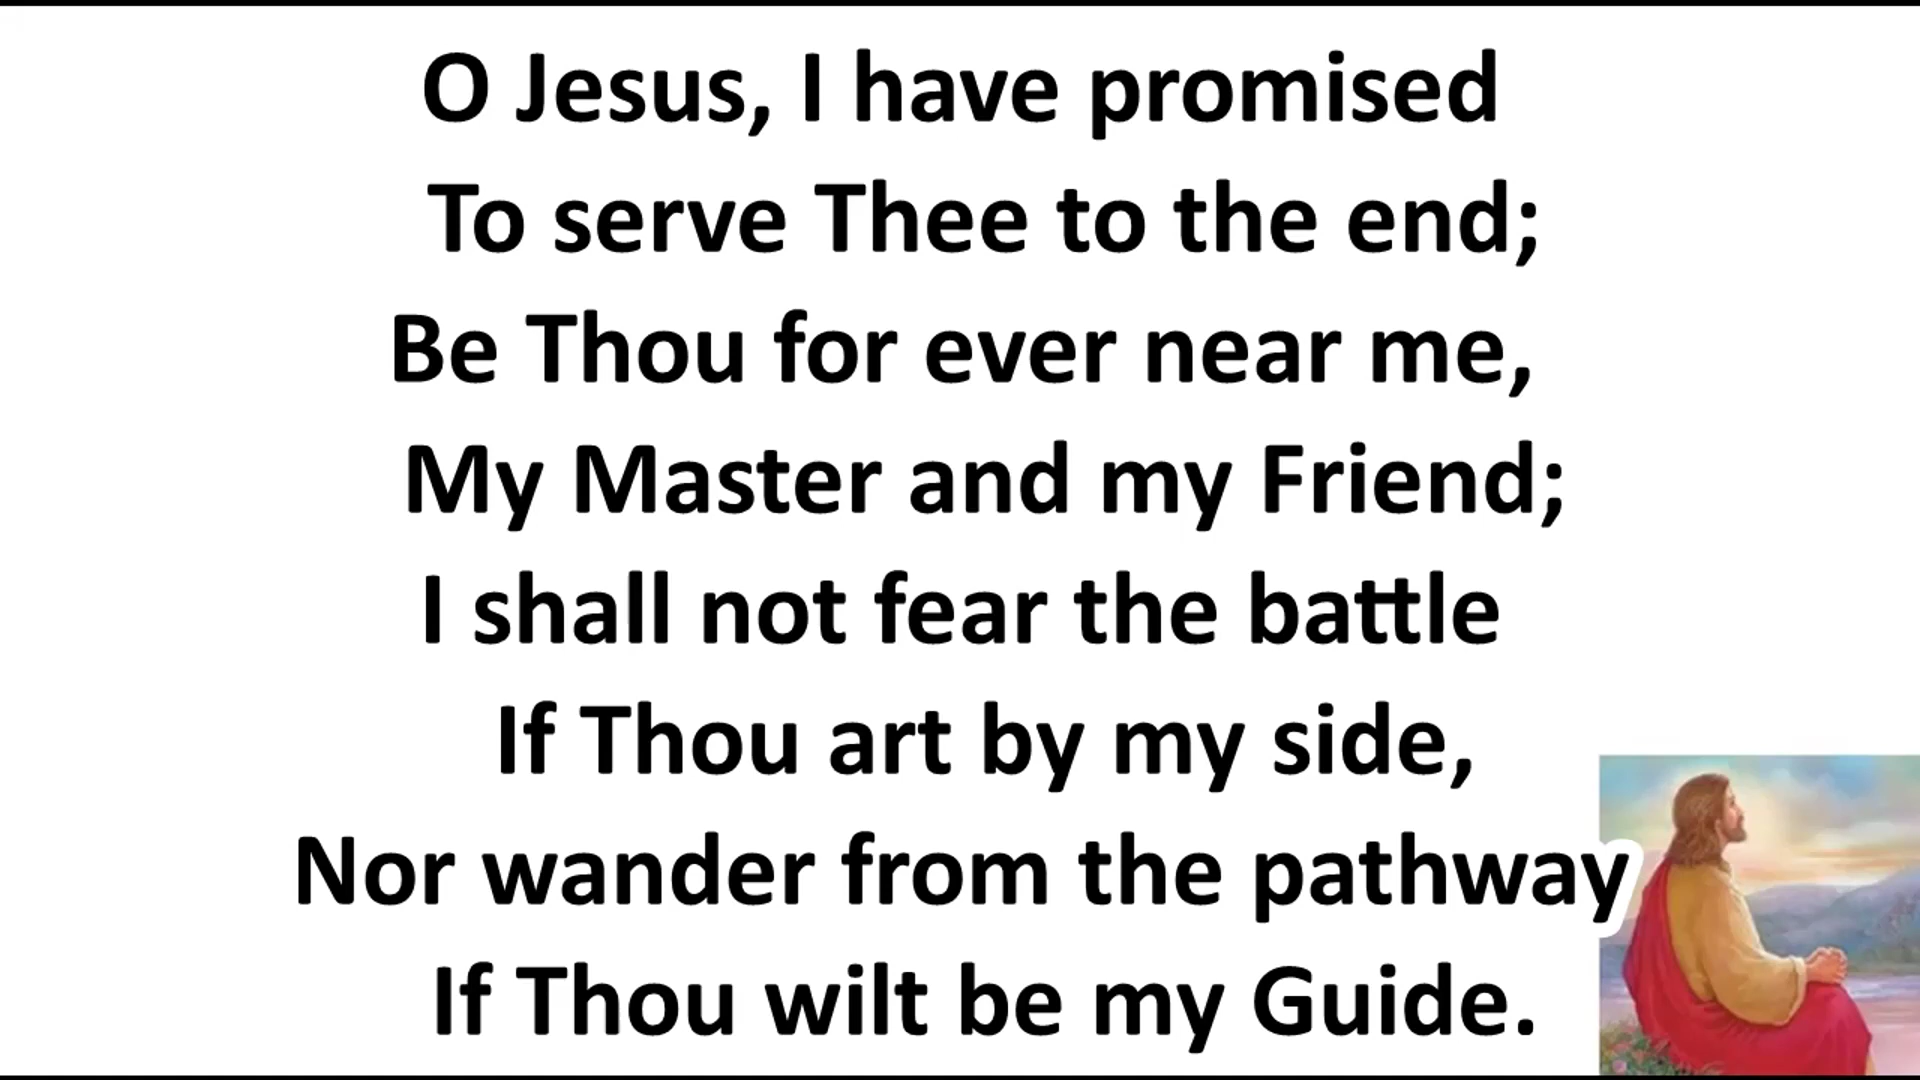 O Jesus, I have promised
To serve Thee to the end;
Be Thou for ever near me,
My Master and my Friend;
I shall not fear the battle
If Thou art by my side,
Nor wander from the pathway
If Thou wilt be my Guide.